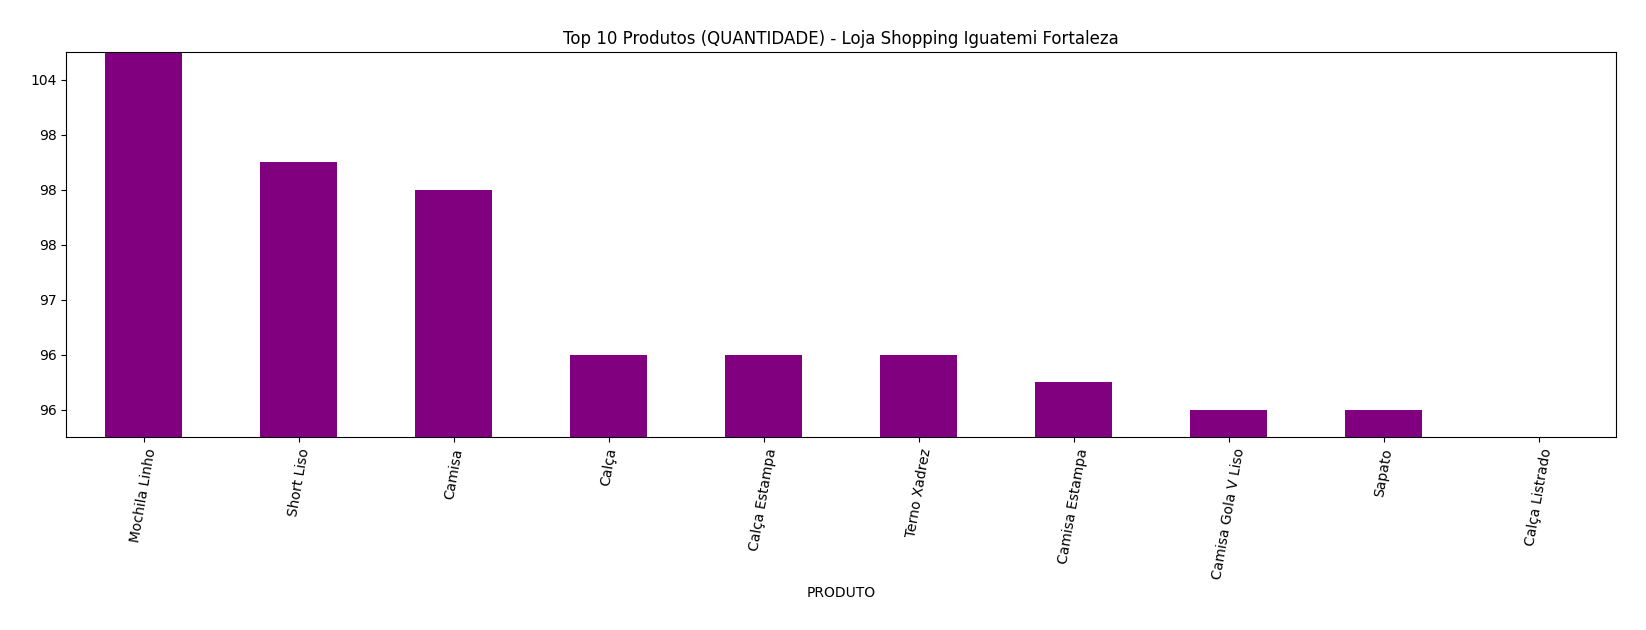 Top 10 Produtos (QUANTIDADE) - Loja Shopping Iguatemi Fortaleza
104
98
98
98
97
96
96
Mochila Linho
Short Liso
Camisa
Calça
Calça Estampa
Terno Xadrez
Camisa Estampa
Camisa Gola V Liso
Sapato
Calça Listrado
PRODUTO